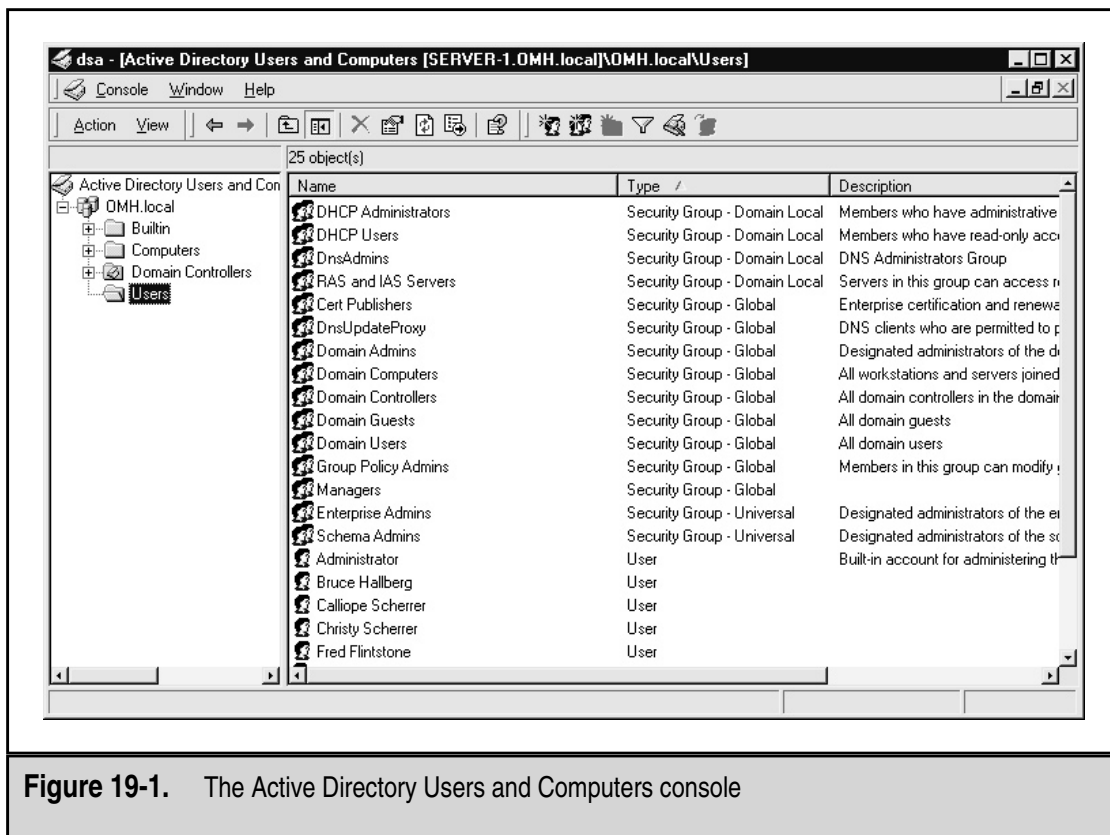 dsa - [Active Directory Users and Computers [SERVER-1.OMH.local]\OMH.local\Users]
Console Window Help
Action View
25 object(s)
Active Directory Users and Con
OMH.local
Builtin
Computers
Domain Controllers
Users
Name Type Description
DHCP Administrators Security Group - Domain Local Members who have administrative
DHCP Users Security Group - Domain Local Members who have read-only
DnsAdmins Security Group - Domain Local DNS Administrators Group
RAS and IAS Servers Security Group - Domain Local Servers in this group can access
Cert Publishers Security Group - Global Enterprise certification and
DnsUpdateProxy Security Group - Global DNS clients who are permitted to
Domain Admins Security Group - Global Designated administrators of the
Domain Computers Security Group - Global All workstations and servers joined
Domain Controllers Security Group - Global All domain controllers in the
Domain Guests Security Group - Global All domain guests
Domain Users Security Group - Global All domain users
Group Policy Admins Security Group - Global Members in this group can modify
Managers Security Group - Global
Enterprise Admins Security Group - Universal Designated administrators of the
Schema Admins Security Group - Universal Designated administrators of the
Administrator User Built-in account for administering
Bruce Hallberg User
Calliope Scherrer User
Christy Scherrer User
Fred Flintstone User
Figure 19-1. The Active Directory Users and Computers console